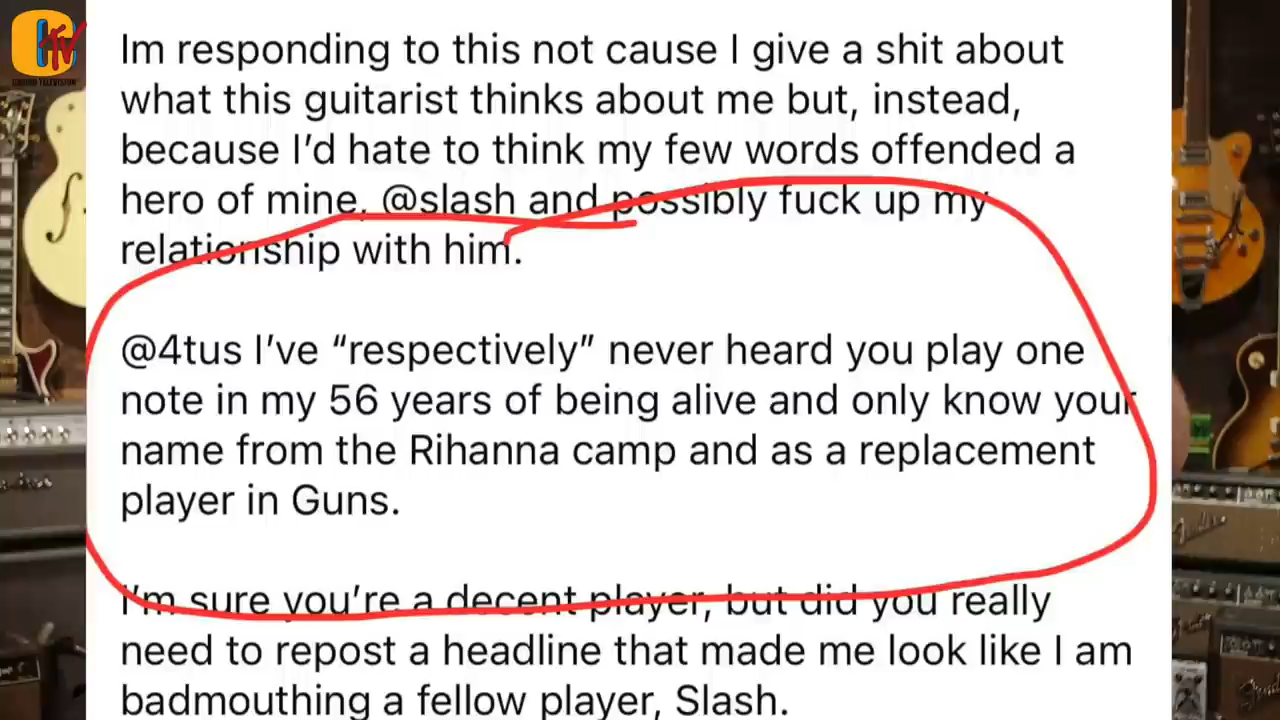 KTV
Im responding to this not cause I give a shit about
what this guitarist thinks about me but, instead,
because I’d hate to think my few words offended a
hero of mine, @slash and possibly fuck up my
relationship with him.
@4tus I’ve “respectively” never heard you play one
note in my 56 years of being alive and only know your
name from the Rihanna camp and as a replacement
player in Guns.
I’m sure you’re a decent player, but did you really
need to repost a headline that made me look like I am
badmouthing a fellow player, Slash.
Fender